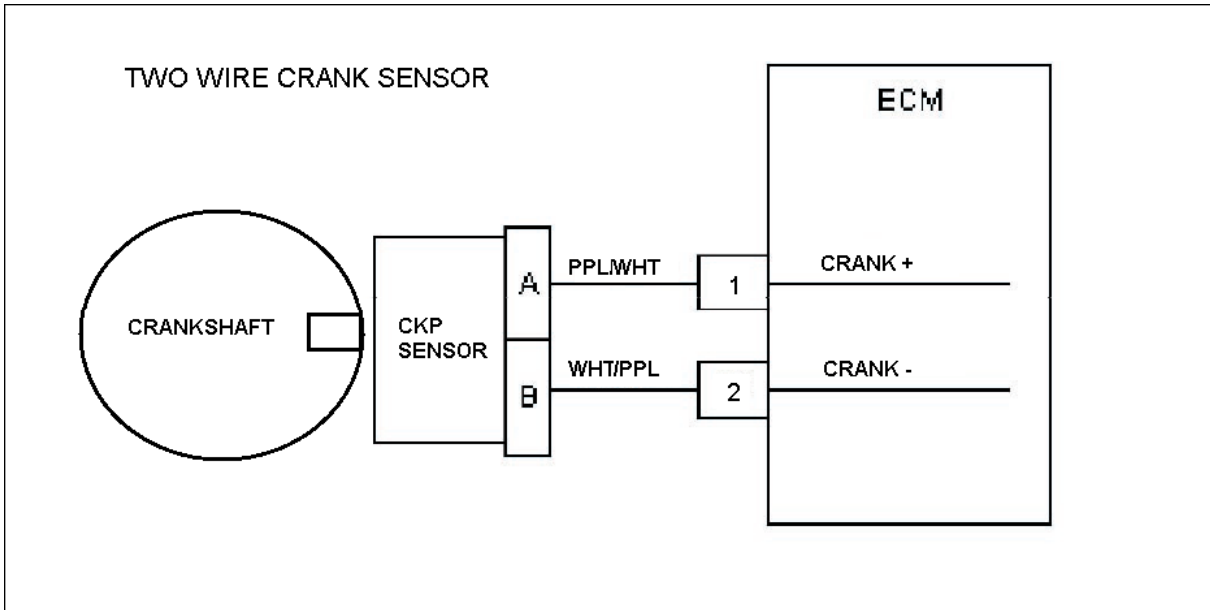 TWO WIRE CRANK SENSOR
ECM
CRANKSHAFT
CKP
SENSOR
A
B
PPL/WHT
WHT/PPL
1
2
CRANK +
CRANK -